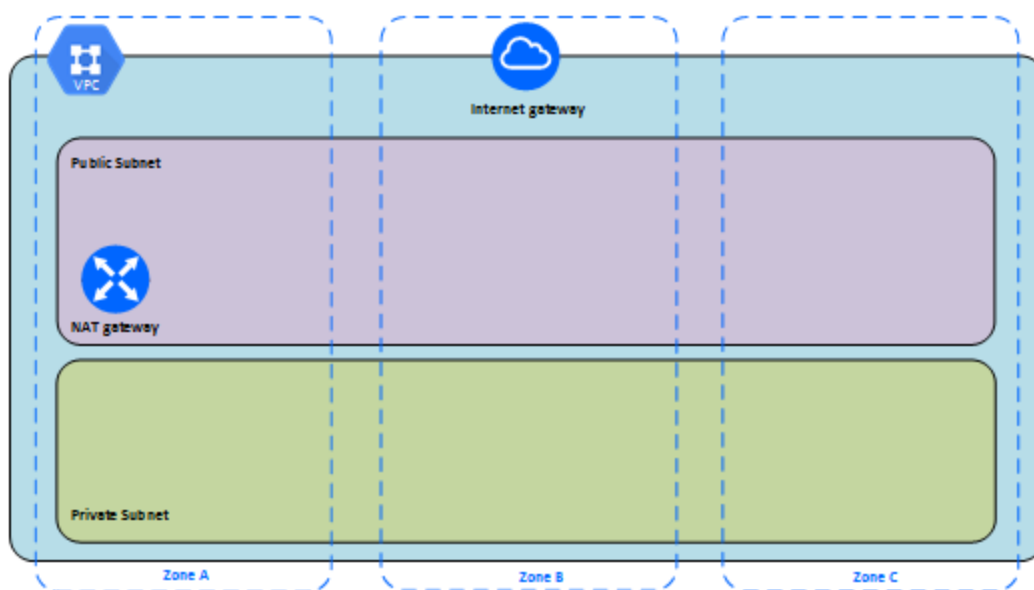 VPC
Internet gateway
Public Subnet
NAT gateway
Private Subnet
Zone A
Zone B
Zone C